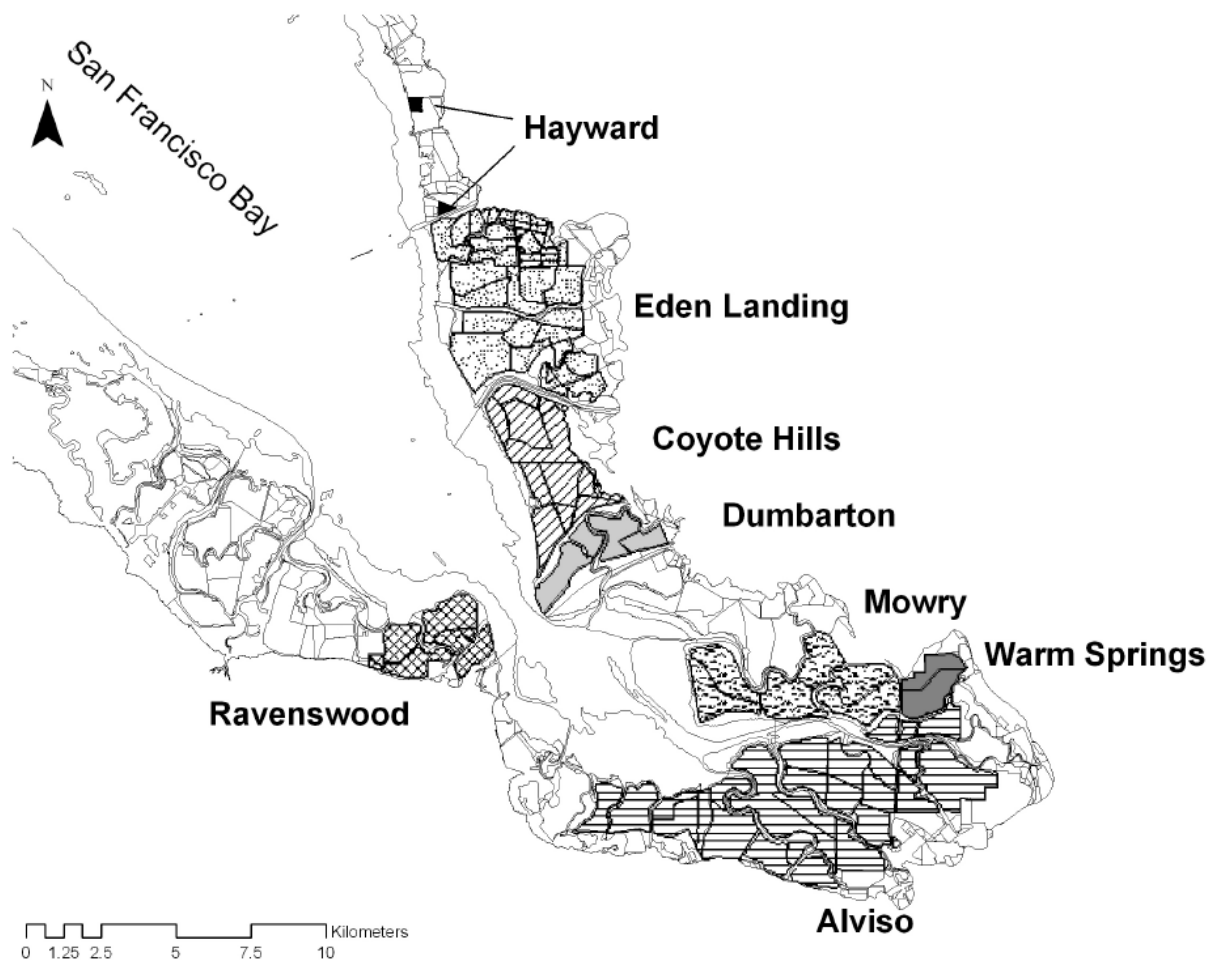 San Francisco Bay
N
Hayward
Eden Landing
Coyote Hills
Dumbarton
Mowry
Warm Springs
Ravenswood
Alviso
Kilometers
0 1.25 2.5 5 7.5 10